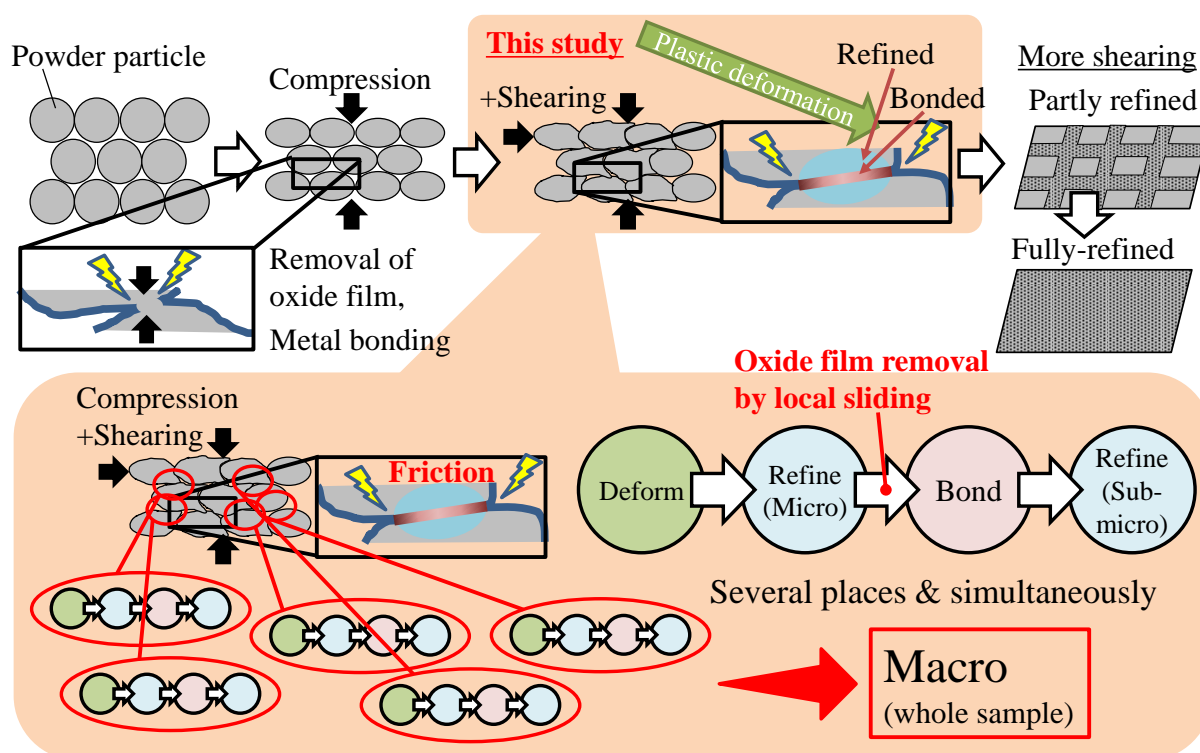 Powder particle
Compression
This study
+Shearing
Plastic deformation
Refined
Bonded
More shearing
Partly refined
Fully-refined
Removal of
oxide film,
Metal bonding
Compression
+Shearing
Friction
Oxide film removal
by local sliding
Deform
Refine
(Micro)
Bond
Refine
(Sub-
micro)
Several places & simultaneously
Macro
(whole sample)